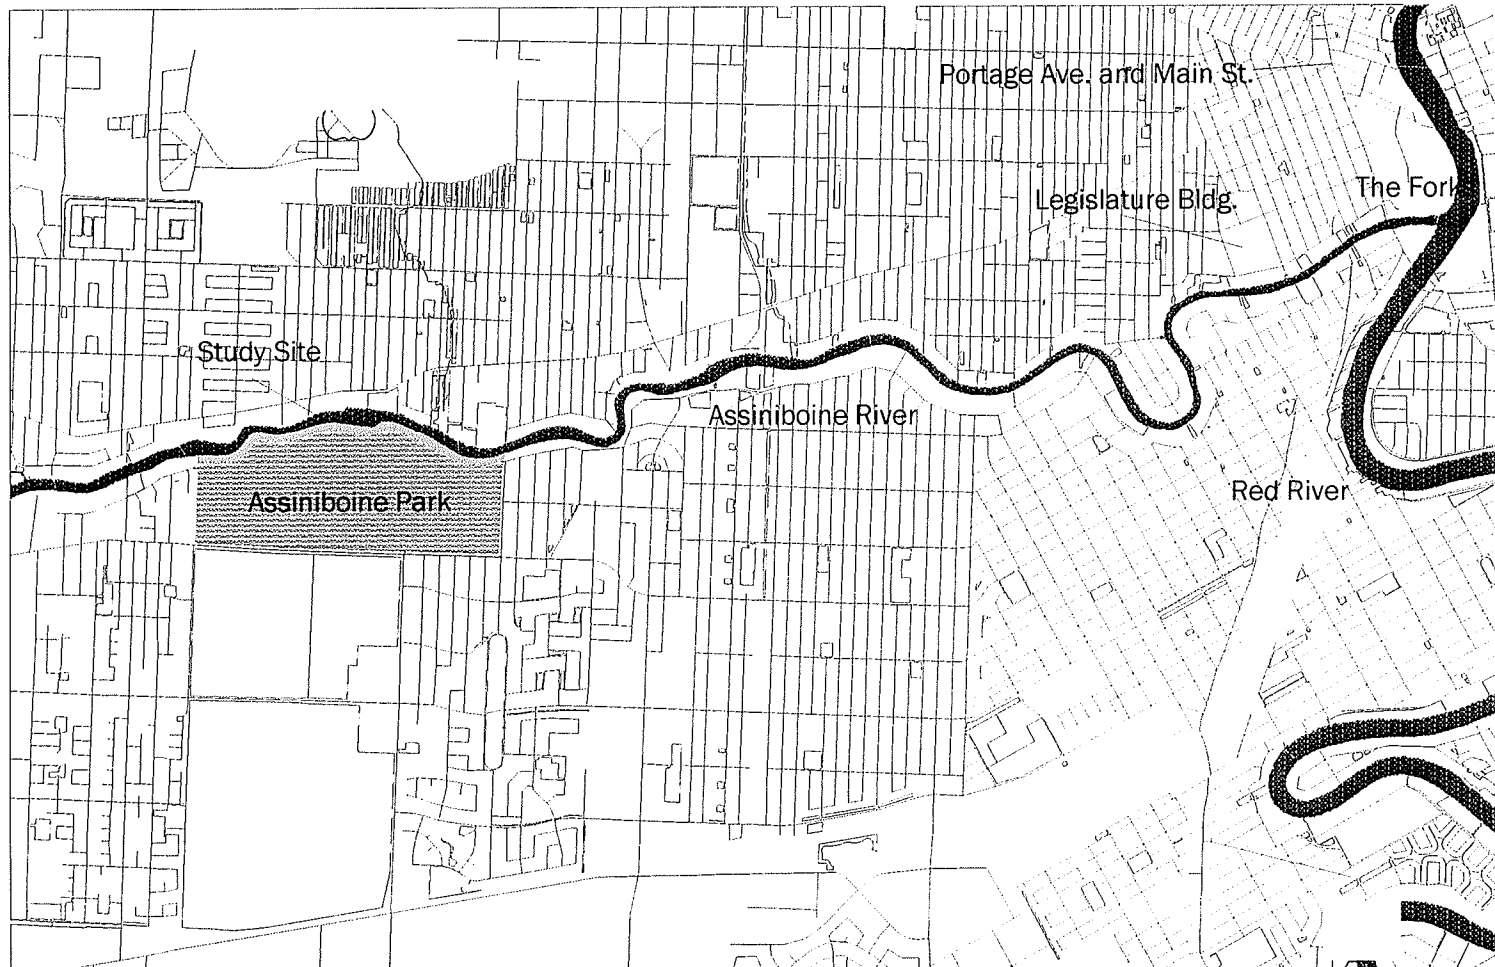 Portage Ave. and Main St.
The Fork
Legislature Bldg.
Study Site
Assiniboine River
Red River
Assiniboine Park